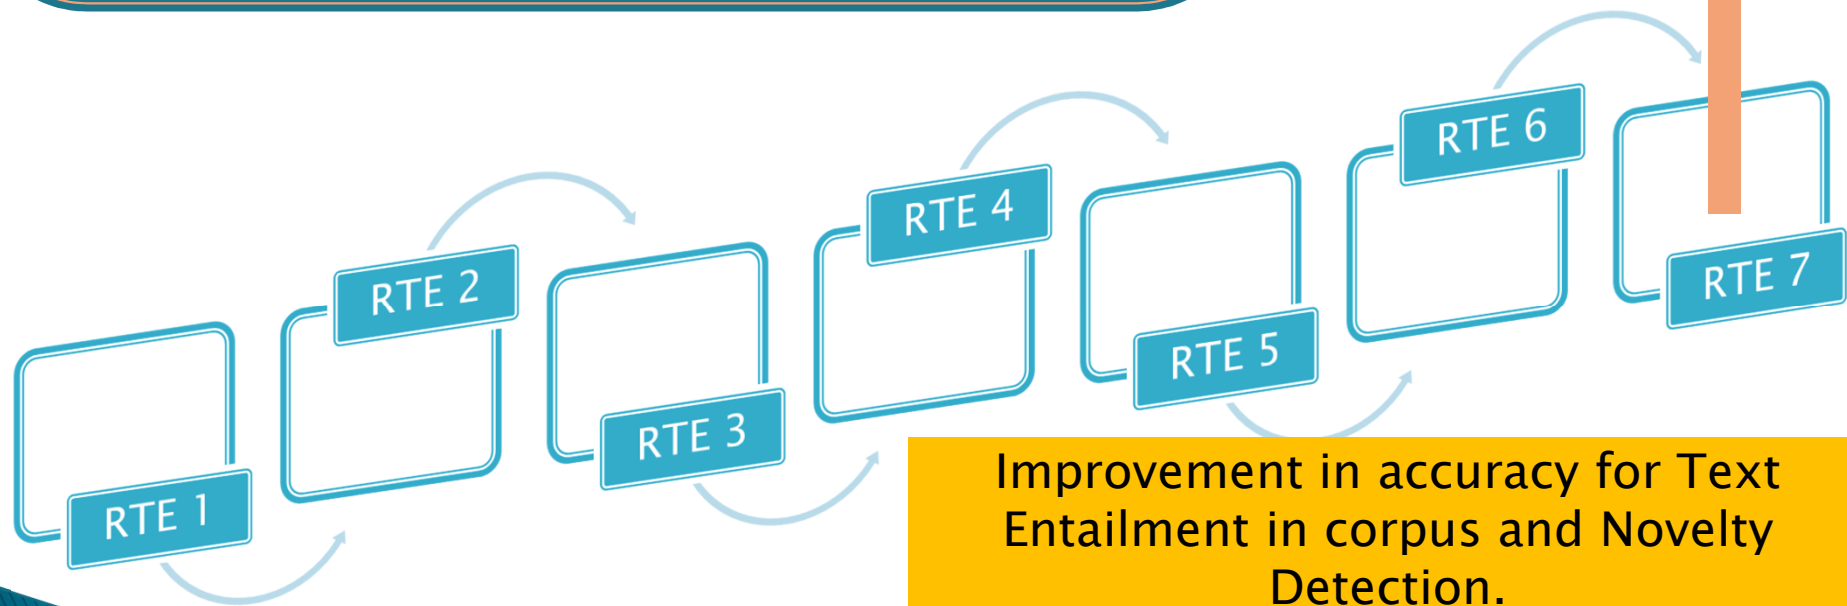 RTE 1
RTE 2
RTE 3
RTE 4
RTE 5
RTE 6
RTE 7
Improvement in accuracy for Text
Entailment in corpus and Novelty
Detection.